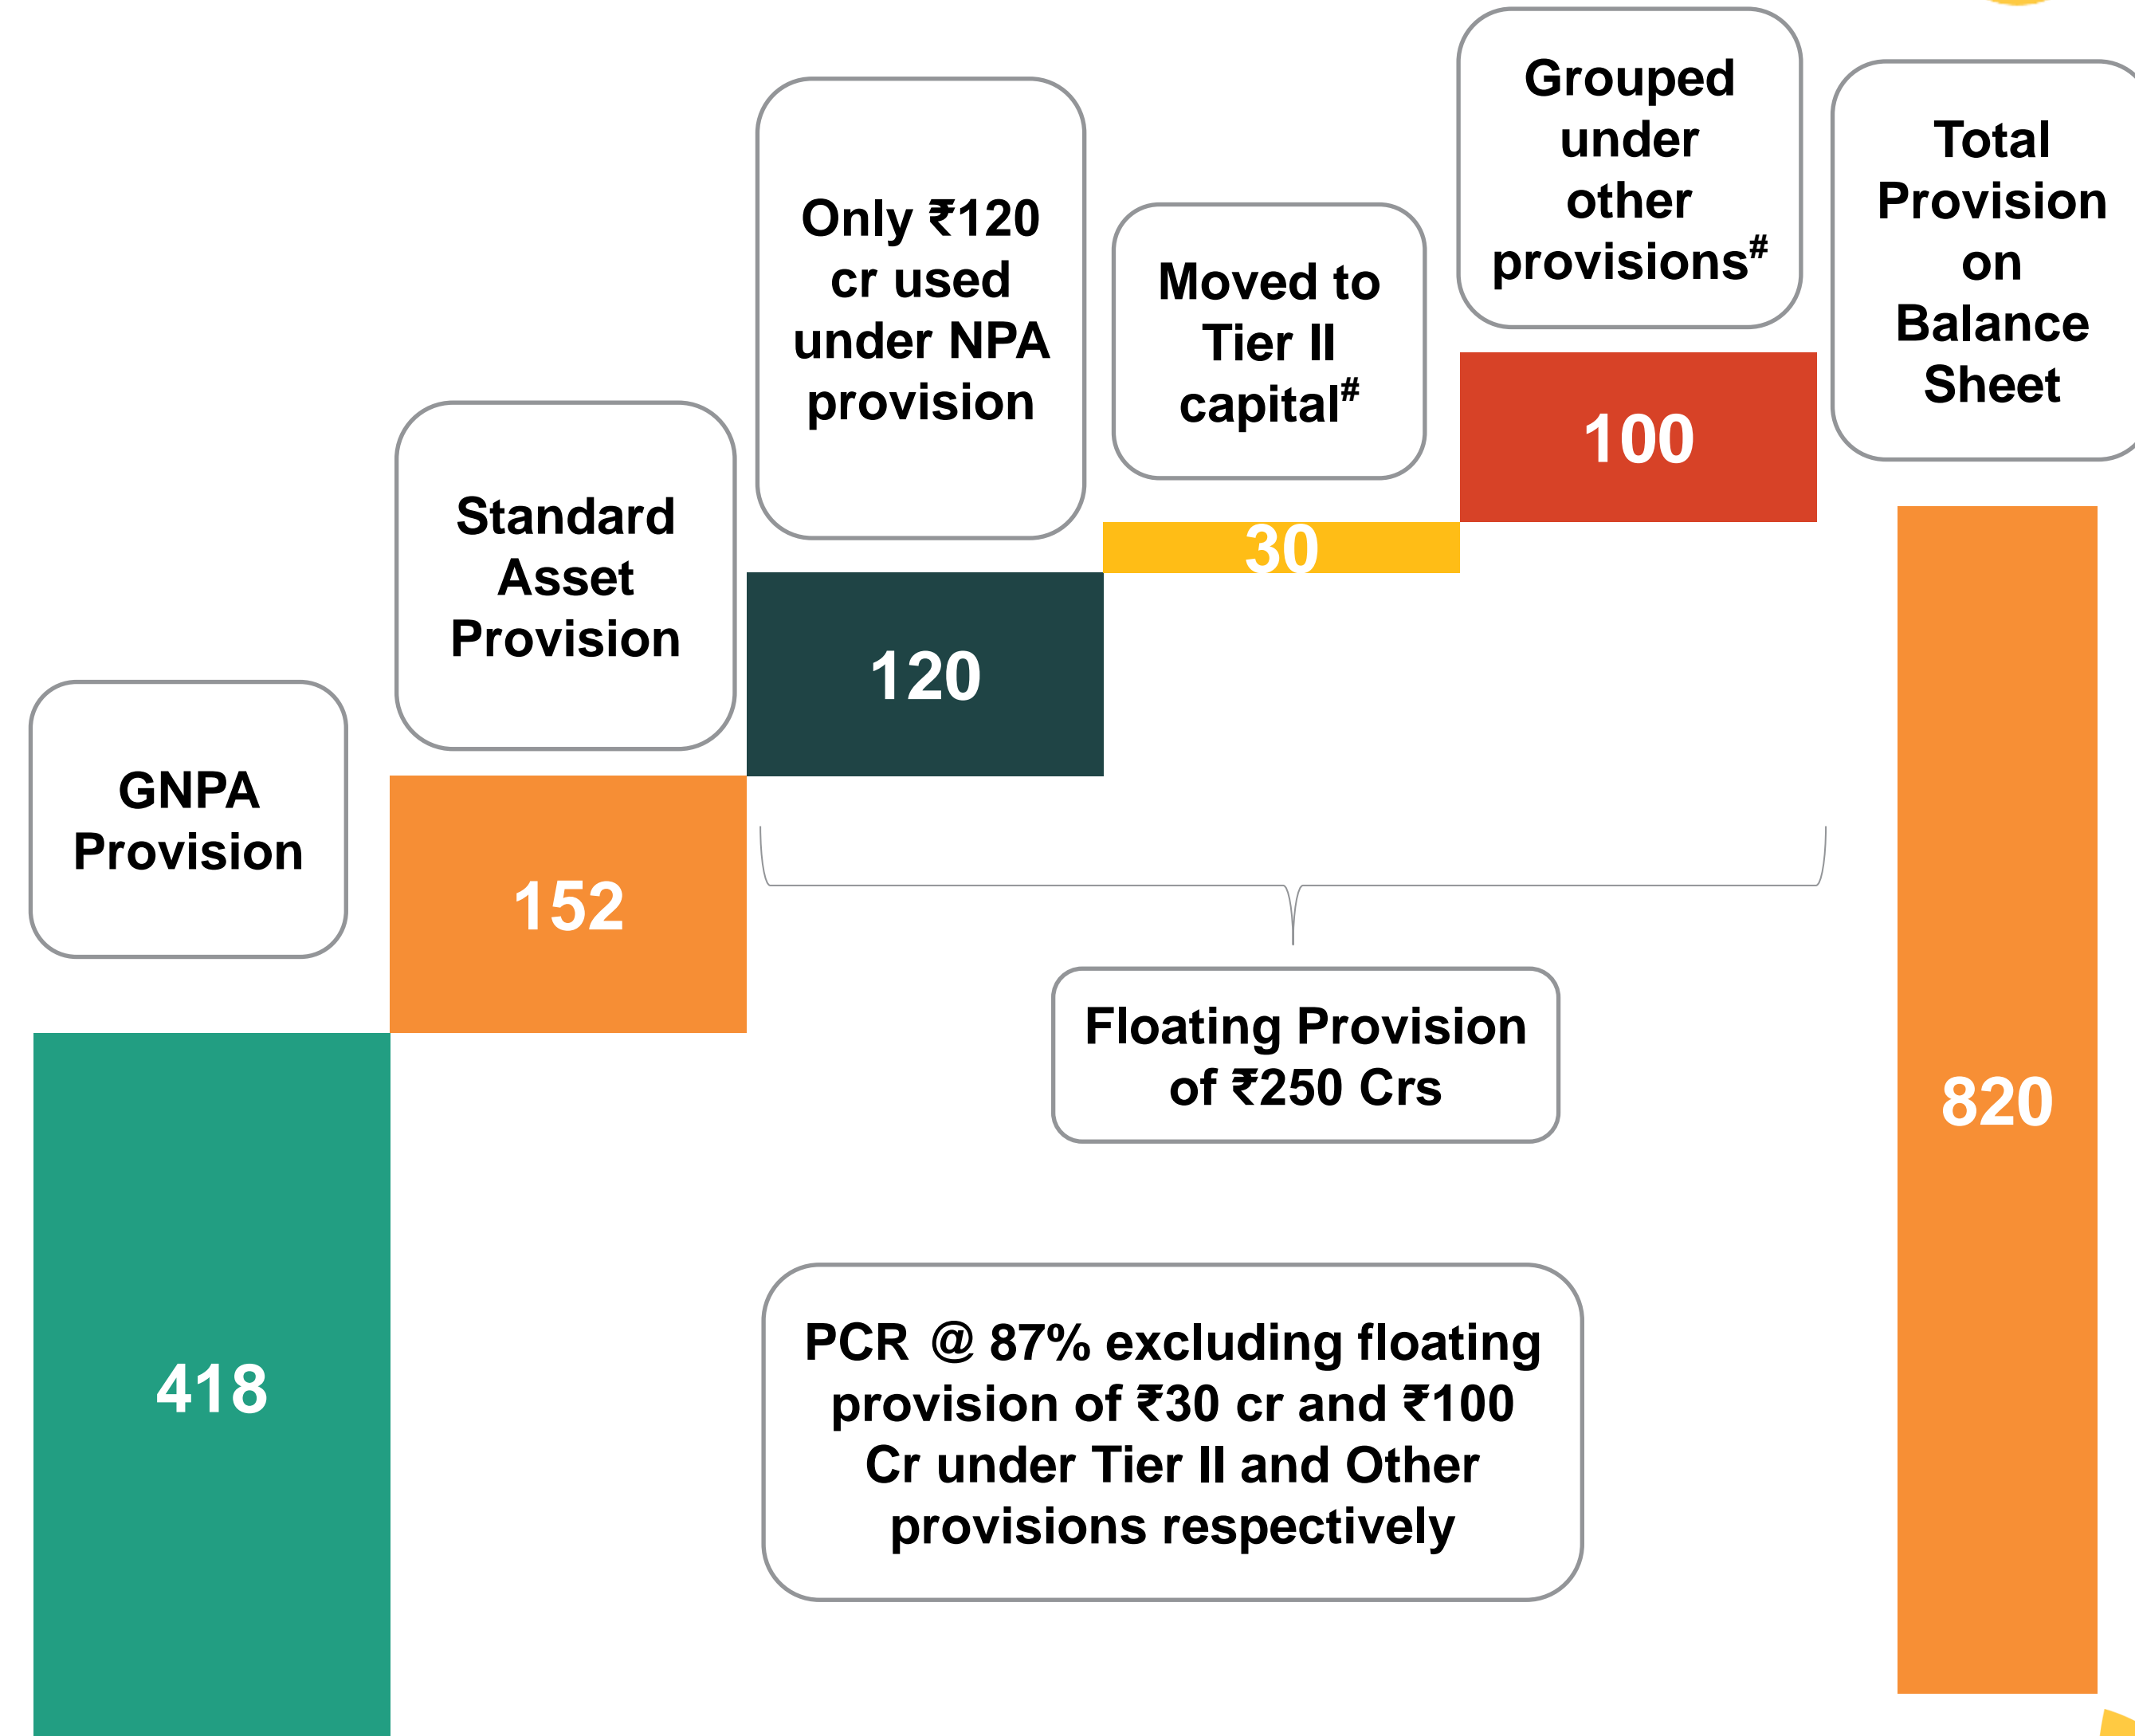 GNPA
Provision
418
Standard
Asset
Provision
152
Only ₹120
cr used
under NPA
provision
120
Moved to
Tier II
capital#
30
Grouped
under
other
provisions#
100
Total
Provision
on
Balance
Sheet
820
Floating Provision
of ₹250 Crs
PCR @ 87% excluding floating
provision of ₹30 cr and ₹100
Cr under Tier II and Other
provisions respectively